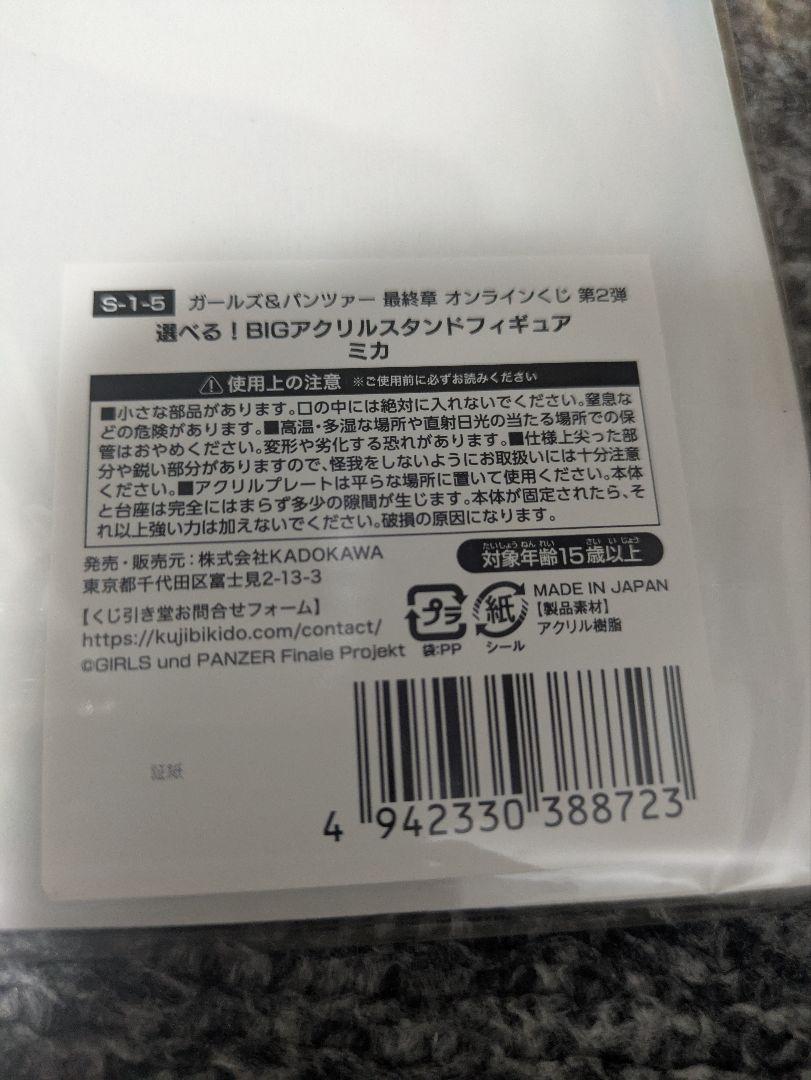 S-1-5 ガールズ&パンツァー 最終章 オンラインくじ 第2弾
選べる!BIGアクリルスタンドフィギュア
ミカ
⚠使用上の注意 ※ご使用前に必ずお読みください
■小さな部品があります。口の中には絶対に入れないでください。窒息な
どの危険があります。■高温・多湿な場所や直射日光の当たる場所での保
管はおやめください。変形や劣化する恐れがあります。■仕様上尖った部
分や鋭い部分がありますので、怪我をしないようにお取扱いには十分注意
ください。■アクリルプレートは平らな場所に置いて使用ください。本体
と台座は完全にはまらず多少の隙間が生じます。本体が固定されたら、そ
れ以上強い力は加えないでください。破損の原因になります。
発売・販売元:株式会社KADOKAWA
東京都千代田区富士見2-13-3
たいしょうねんれい さいいじょう
対象年齢15歳以上
【くじ引き堂お問合せフォーム】
https://kujibikido.com/contact/
©GIRLS und PANZER Finale Projekt
プラ
袋:PP
紙
シール
MADE IN JAPAN
【製品素材】
アクリル樹脂
証紙
4 942330 388723